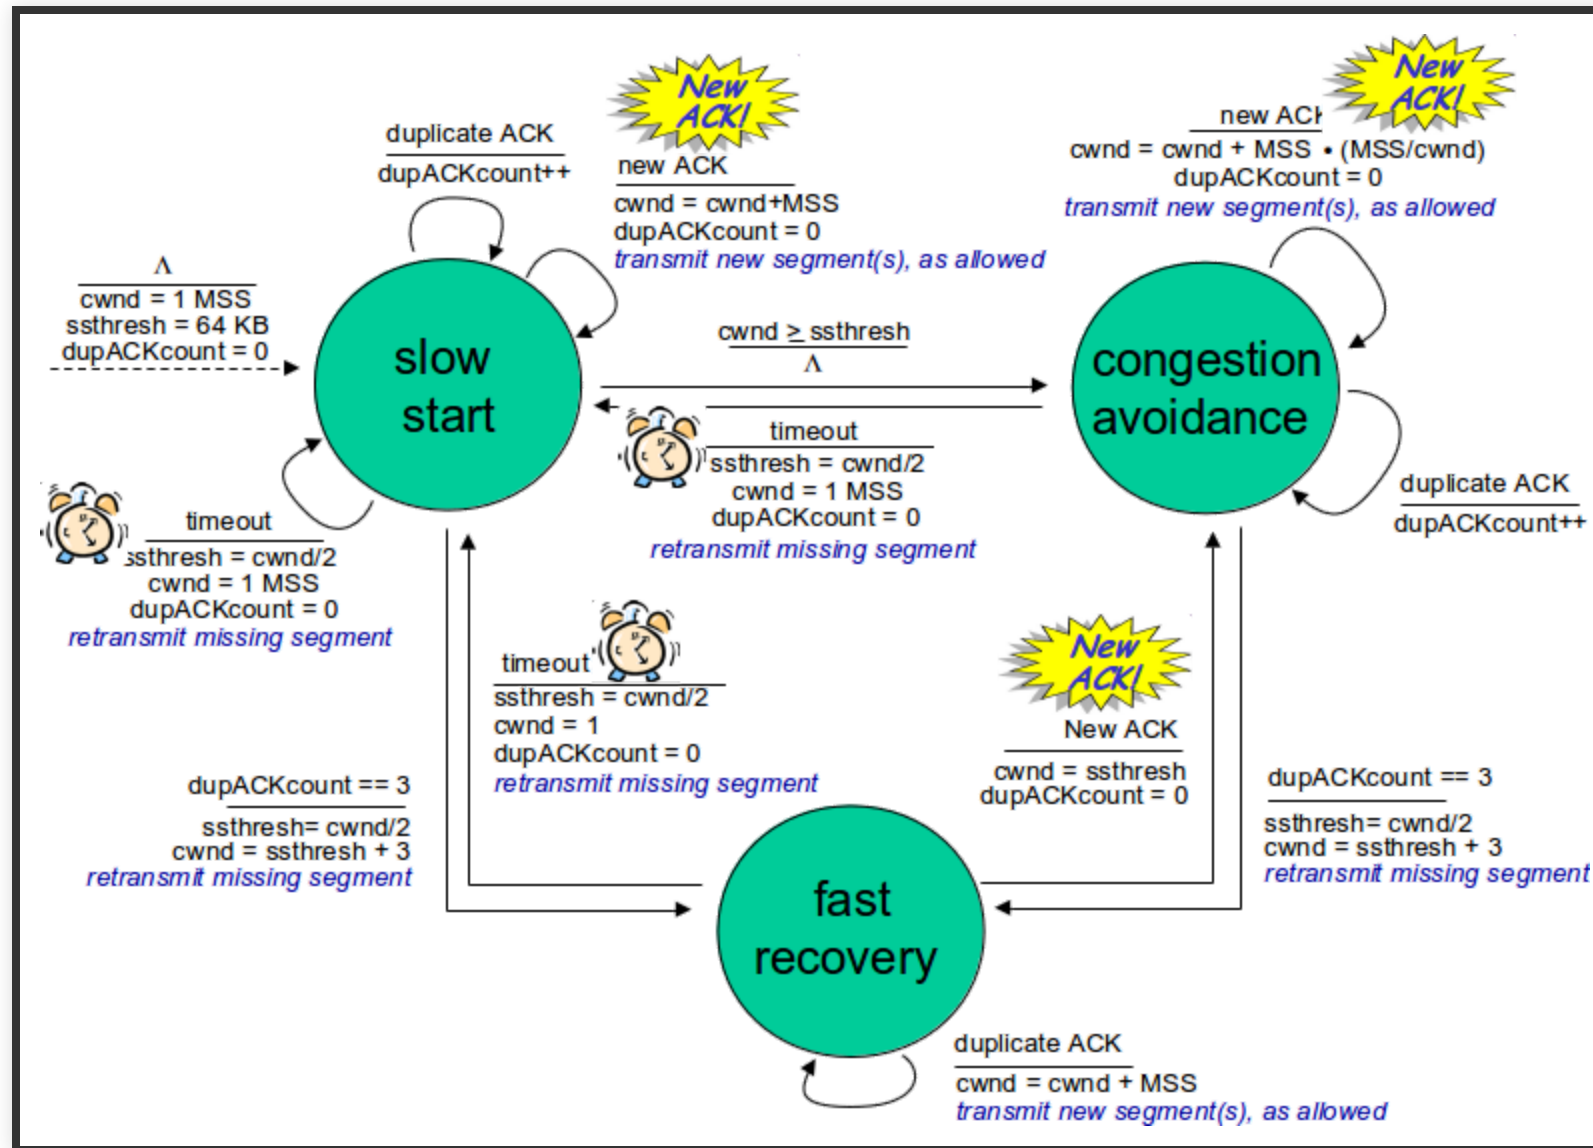 duplicate ACK
dupACKcount++
New
ACK!
new ACK
cwnd = cwnd+MSS
dupACKcount = 0
transmit new segment(s), as allowed
New
ACK!
new ACK
cwnd = cwnd + MSS • (MSS/cwnd)
dupACKcount = 0
transmit new segment(s), as allowed
Λ
cwnd = 1 MSS
ssthresh = 64 KB
dupACKcount = 0
slow
start
cwnd ≥ ssthresh
Λ
congestion
avoidance
timeout
ssthresh = cwnd/2
cwnd = 1 MSS
dupACKcount = 0
retransmit missing segment
duplicate ACK
dupACKcount++
timeout
ssthresh = cwnd/2
cwnd = 1 MSS
dupACKcount = 0
retransmit missing segment
timeout
ssthresh = cwnd/2
cwnd = 1
dupACKcount = 0
retransmit missing segment
New
ACK!
New ACK
cwnd = ssthresh
dupACKcount = 0
dupACKcount == 3
ssthresh= cwnd/2
cwnd = ssthresh + 3
retransmit missing segment
dupACKcount == 3
ssthresh= cwnd/2
cwnd = ssthresh + 3
retransmit missing segment
fast
recovery
duplicate ACK
cwnd = cwnd + MSS
transmit new segment(s), as allowed